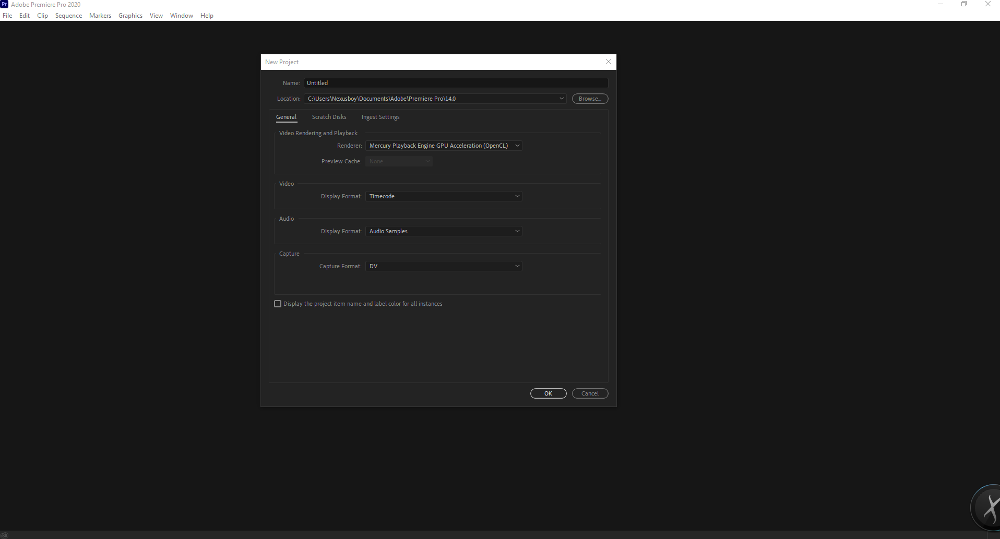 Pr Adobe Premiere Pro 2020
File Edit Clip Sequence Markers Graphics View Window Help
New Project
Name: Untitled
Location: C:\Users\Nexusboy\Documents\Adobe\Premiere Pro\14.0 Browse...
General Scratch Disks Ingest Settings
Video Rendering and Playback
Renderer: Mercury Playback Engine GPU Acceleration (OpenCL)
Preview Cache: None
Video
Display Format: Timecode
Audio
Display Format: Audio Samples
Capture
Capture Format: DV
Display the project item name and label color for all instances
OK Cancel